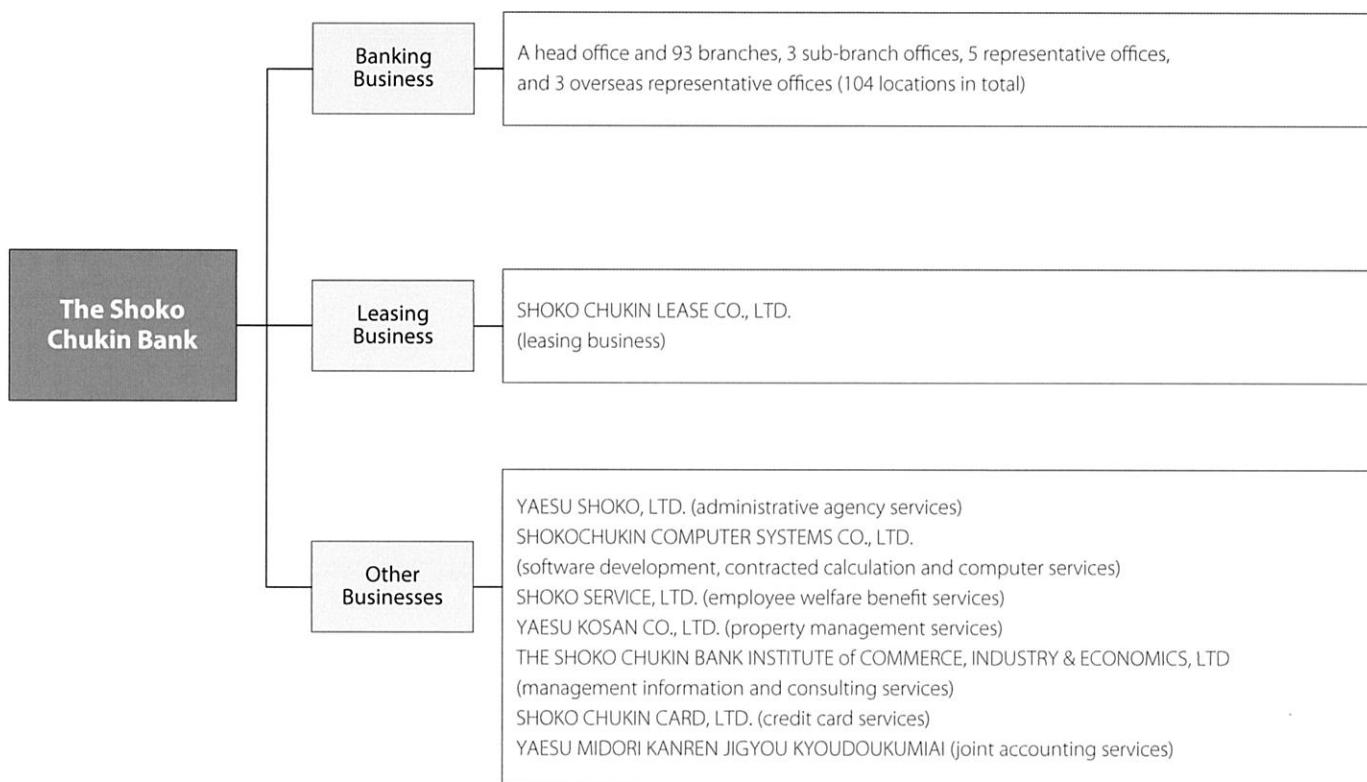 The Shoko
Chukin Bank
Banking
Business
A head office and 93 branches, 3 sub-branch offices, 5 representative offices,
and 3 overseas representative offices (104 locations in total)
Leasing
Business
SHOKO CHUKIN LEASE CO., LTD.
(leasing business)
Other
Businesses
YAESU SHOKO, LTD. (administrative agency services)
SHOKOCHUKIN COMPUTER SYSTEMS CO., LTD.
(software development, contracted calculation and computer services)
SHOKO SERVICE, LTD. (employee welfare benefit services)
YAESU KOSAN CO., LTD. (property management services)
THE SHOKO CHUKIN BANK INSTITUTE of COMMERCE, INDUSTRY & ECONOMICS, LTD
(management information and consulting services)
SHOKO CHUKIN CARD, LTD. (credit card services)
YAESU MIDORI KANREN JIGYOU KYOUDOUKUMIAI (joint accounting services)